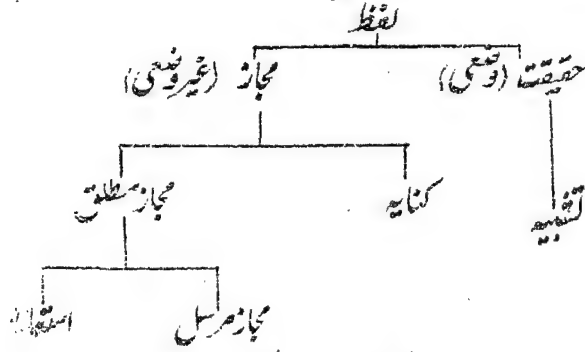 لفظ
حقیقت (وضعی) مجاز (غیر وضعی)
تشبیہ کنایہ مجاز مطلق
مجاز مرسل استعارہ